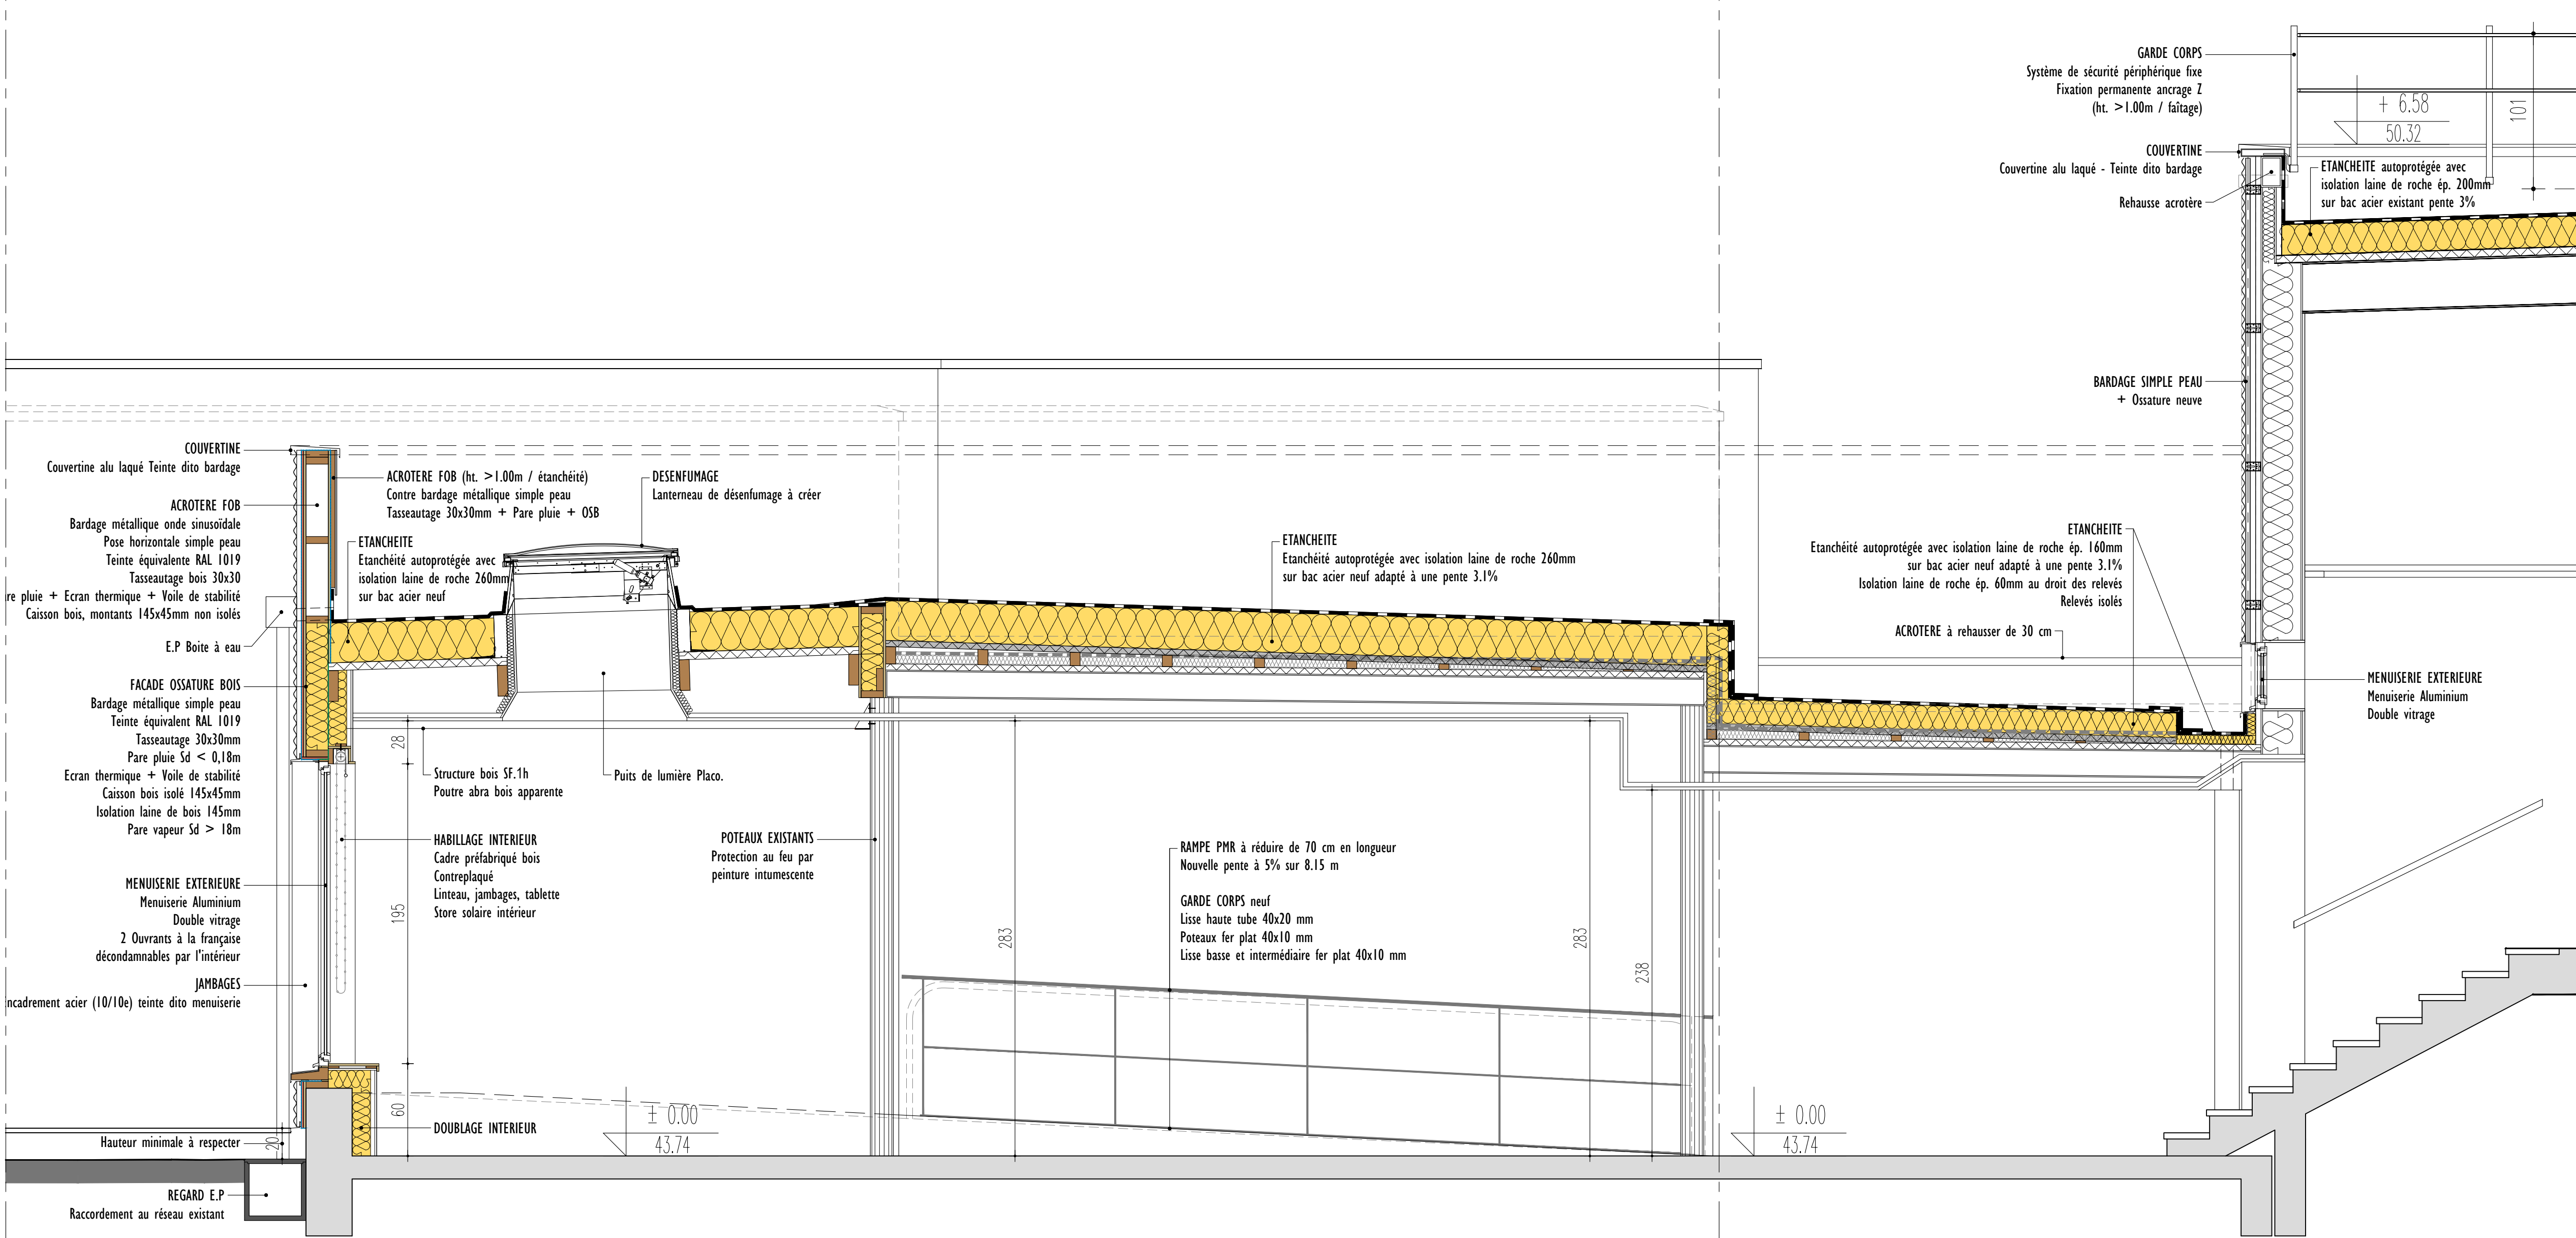 GARDE CORPS
Système de sécurité périphérique fixe
Fixation permanente ancrage Z
(ht. >1.00m / faîtage)
+ 6.58
50.32
101
COUVERTINE
Couvertine alu laqué - Teinte dito bardage
Rehausse acrotère
ETANCHEITE autoprotégée avec
isolation laine de roche ép. 200mm
sur bac acier existant pente 3%
BARDAGE SIMPLE PEAU
+ Ossature neuve
COUVERTINE
Couvertine alu laqué Teinte dito bardage
ACROTERE FOB
Bardage métallique onde sinusoïdale
Pose horizontale simple peau
Teinte équivalente RAL 1019
Tasseautage bois 30x30
re pluie + Ecran thermique + Voile de stabilité
Caisson bois, montants 145x45mm non isolés
E.P Boite à eau
FACADE OSSATURE BOIS
Bardage métallique simple peau
Teinte équivalent RAL 1019
Tasseautage 30x30mm
Pare pluie Sd < 0,18m
Ecran thermique + Voile de stabilité
Caisson bois isolé 145x45mm
Isolation laine de bois 145mm
Pare vapeur Sd > 18m
MENUISERIE EXTERIEURE
Menuiserie Aluminium
Double vitrage
2 Ouvrants à la française
décondamnables par l'intérieur
JAMBAGES
ncadrement acier (10/10e) teinte dito menuiserie
Hauteur minimale à respecter
20
REGARD E.P
Raccordement au réseau existant
ACROTERE FOB (ht. >1.00m / étanchéité)
Contre bardage métallique simple peau
Tasseautage 30x30mm + Pare pluie + OSB
ETANCHEITE
Etanchéité autoprotégée avec
isolation laine de roche 260mm
sur bac acier neuf
DESENFUMAGE
Lanterneau de désenfumage à créer
28
195
60
Structure bois SF.1h
Poutre abra bois apparente
Puits de lumière Placo.
HABILLAGE INTERIEUR
Cadre préfabriqué bois
Contreplaqué
Linteau, jambages, tablette
Store solaire intérieur
DOUBLAGE INTERIEUR
± 0.00
43.74
POTEAUX EXISTANTS
Protection au feu par
peinture intumescente
ETANCHEITE
Etanchéité autoprotégée avec isolation laine de roche 260mm
sur bac acier neuf adapté à une pente 3.1%
283
RAMPE PMR à réduire de 70 cm en longueur
Nouvelle pente à 5% sur 8.15 m
GARDE CORPS neuf
Lisse haute tube 40x20 mm
Poteaux fer plat 40x10 mm
Lisse basse et intermédiaire fer plat 40x10 mm
283
238
ETANCHEITE
Etanchéité autoprotégée avec isolation laine de roche ép. 160mm
sur bac acier neuf adapté à une pente 3.1%
Isolation laine de roche ép. 60mm au droit des relevés
Relevés isolés
ACROTERE à rehausser de 30 cm
MENUISERIE EXTERIEURE
Menuiserie Aluminium
Double vitrage
± 0.00
43.74